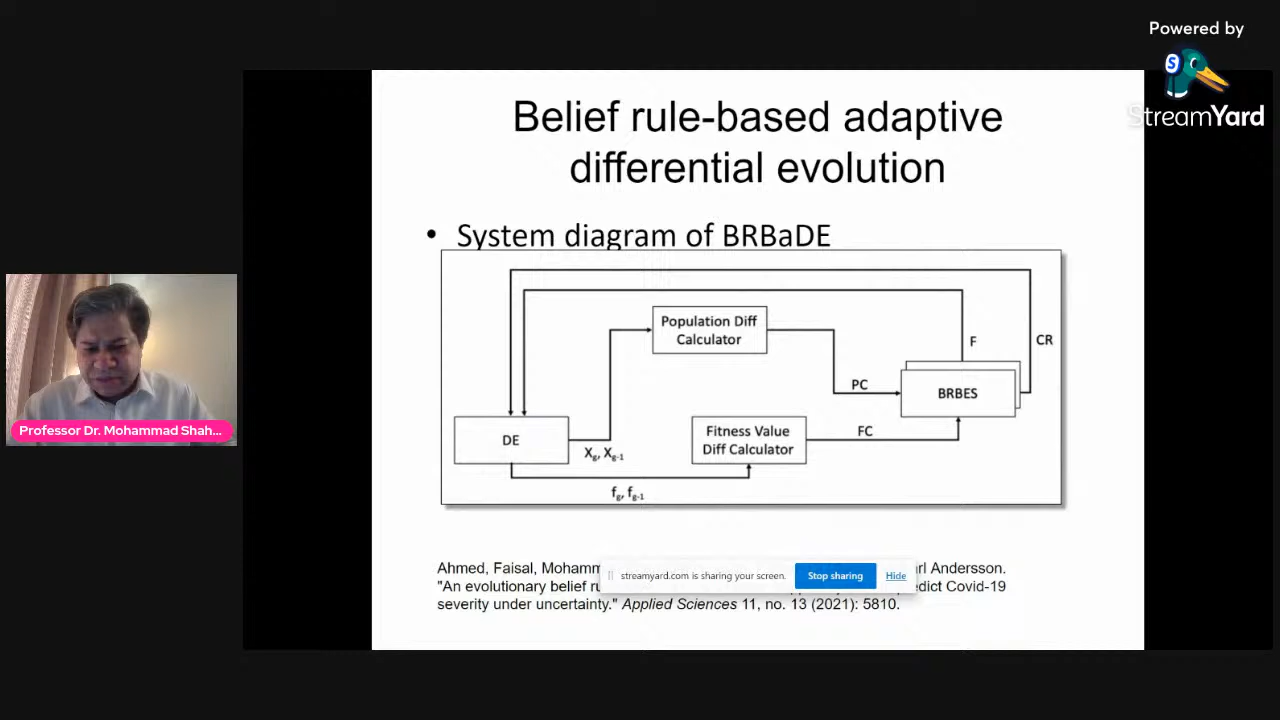 Powered by
StreamYard
Belief rule-based adaptive
differential evolution
• System diagram of BRBaDE
Population Diff
Calculator
F
CR
PC
BRBES
DE
Fitness Value
Diff Calculator
FC
Xg, Xg-1
fg, fg-1
Professor Dr. Mohammad Shah...
Ahmed, Faisal, Mohamm
arl Andersson.
"An evolutionary belief ru
edict Covid-19
severity under uncertainty." Applied Sciences 11, no. 13 (2021): 5810.
streamyard.com is sharing your screen.
Stop sharing
Hide